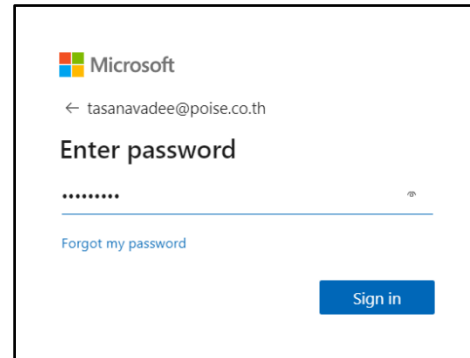 Microsoft
← tasanavadee@poise.co.th
Enter password
•••••••••
Forgot my password
Sign in